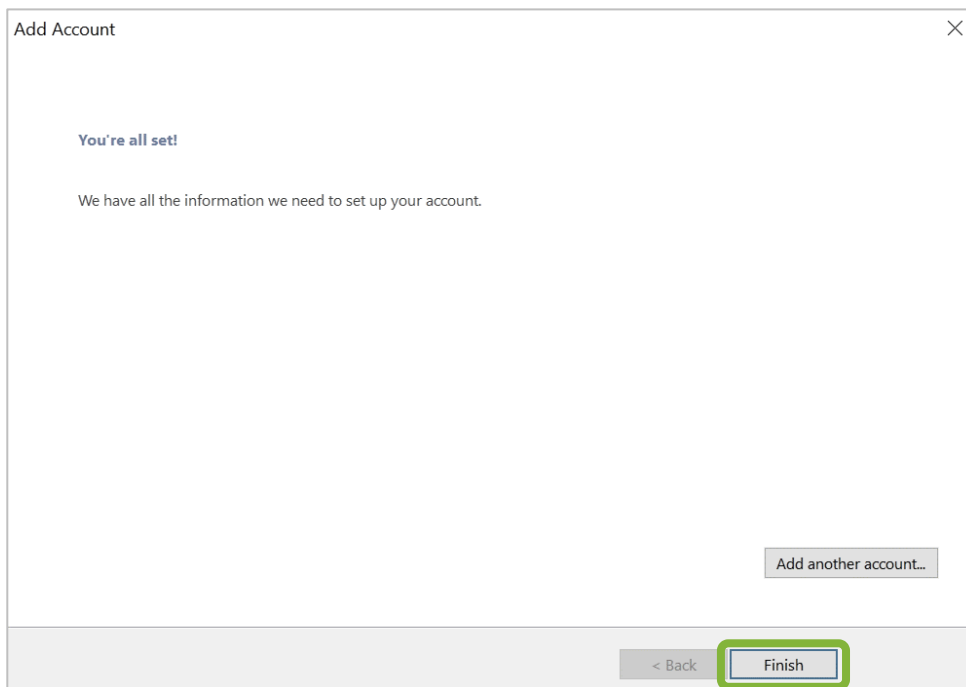 Add Account
You're all set!
We have all the information we need to set up your account.
Add another account...
< Back
Finish